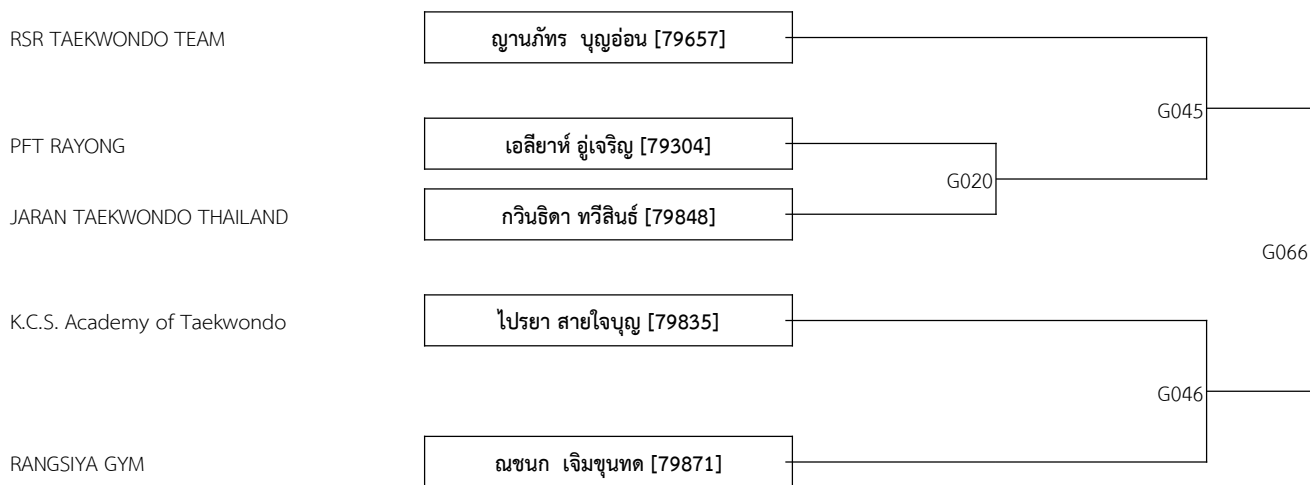 RSR TAEKWONDO TEAM
ญานภัทร  บุญอ่อน [79657]
G045
PFT RAYONG
เอลียาห์ อู่เจริญ [79304]
G020
JARAN TAEKWONDO THAILAND
กวินธิดา ทวีสินธ์ [79848]
G066
K.C.S. Academy of Taekwondo
ไปรยา สายใจบุญ [79835]
G046
RANGSIYA GYM
ณชนก  เจิมขุนทด [79871]